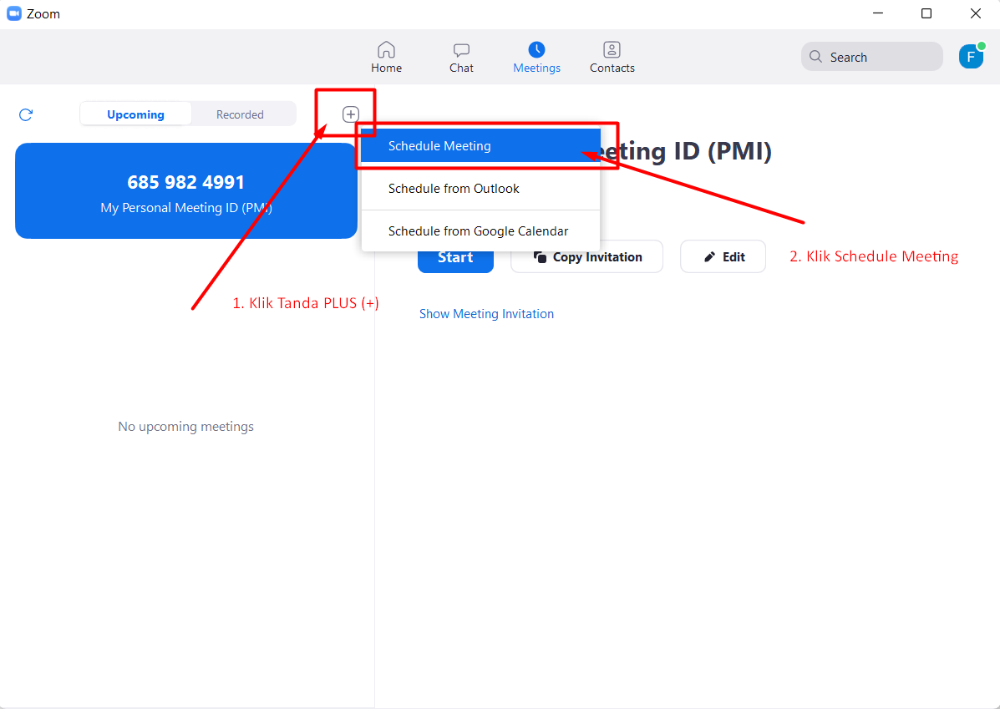 Zoom
Home
Chat
Meetings
Contacts
Search
F
Upcoming
Recorded
685 982 4991
My Personal Meeting ID (PMI)
Schedule Meeting
Schedule from Outlook
Schedule from Google Calendar
eeting ID (PMI)
Start
Copy Invitation
Edit
2. Klik Schedule Meeting
1. Klik Tanda PLUS (+)
Show Meeting Invitation
No upcoming meetings